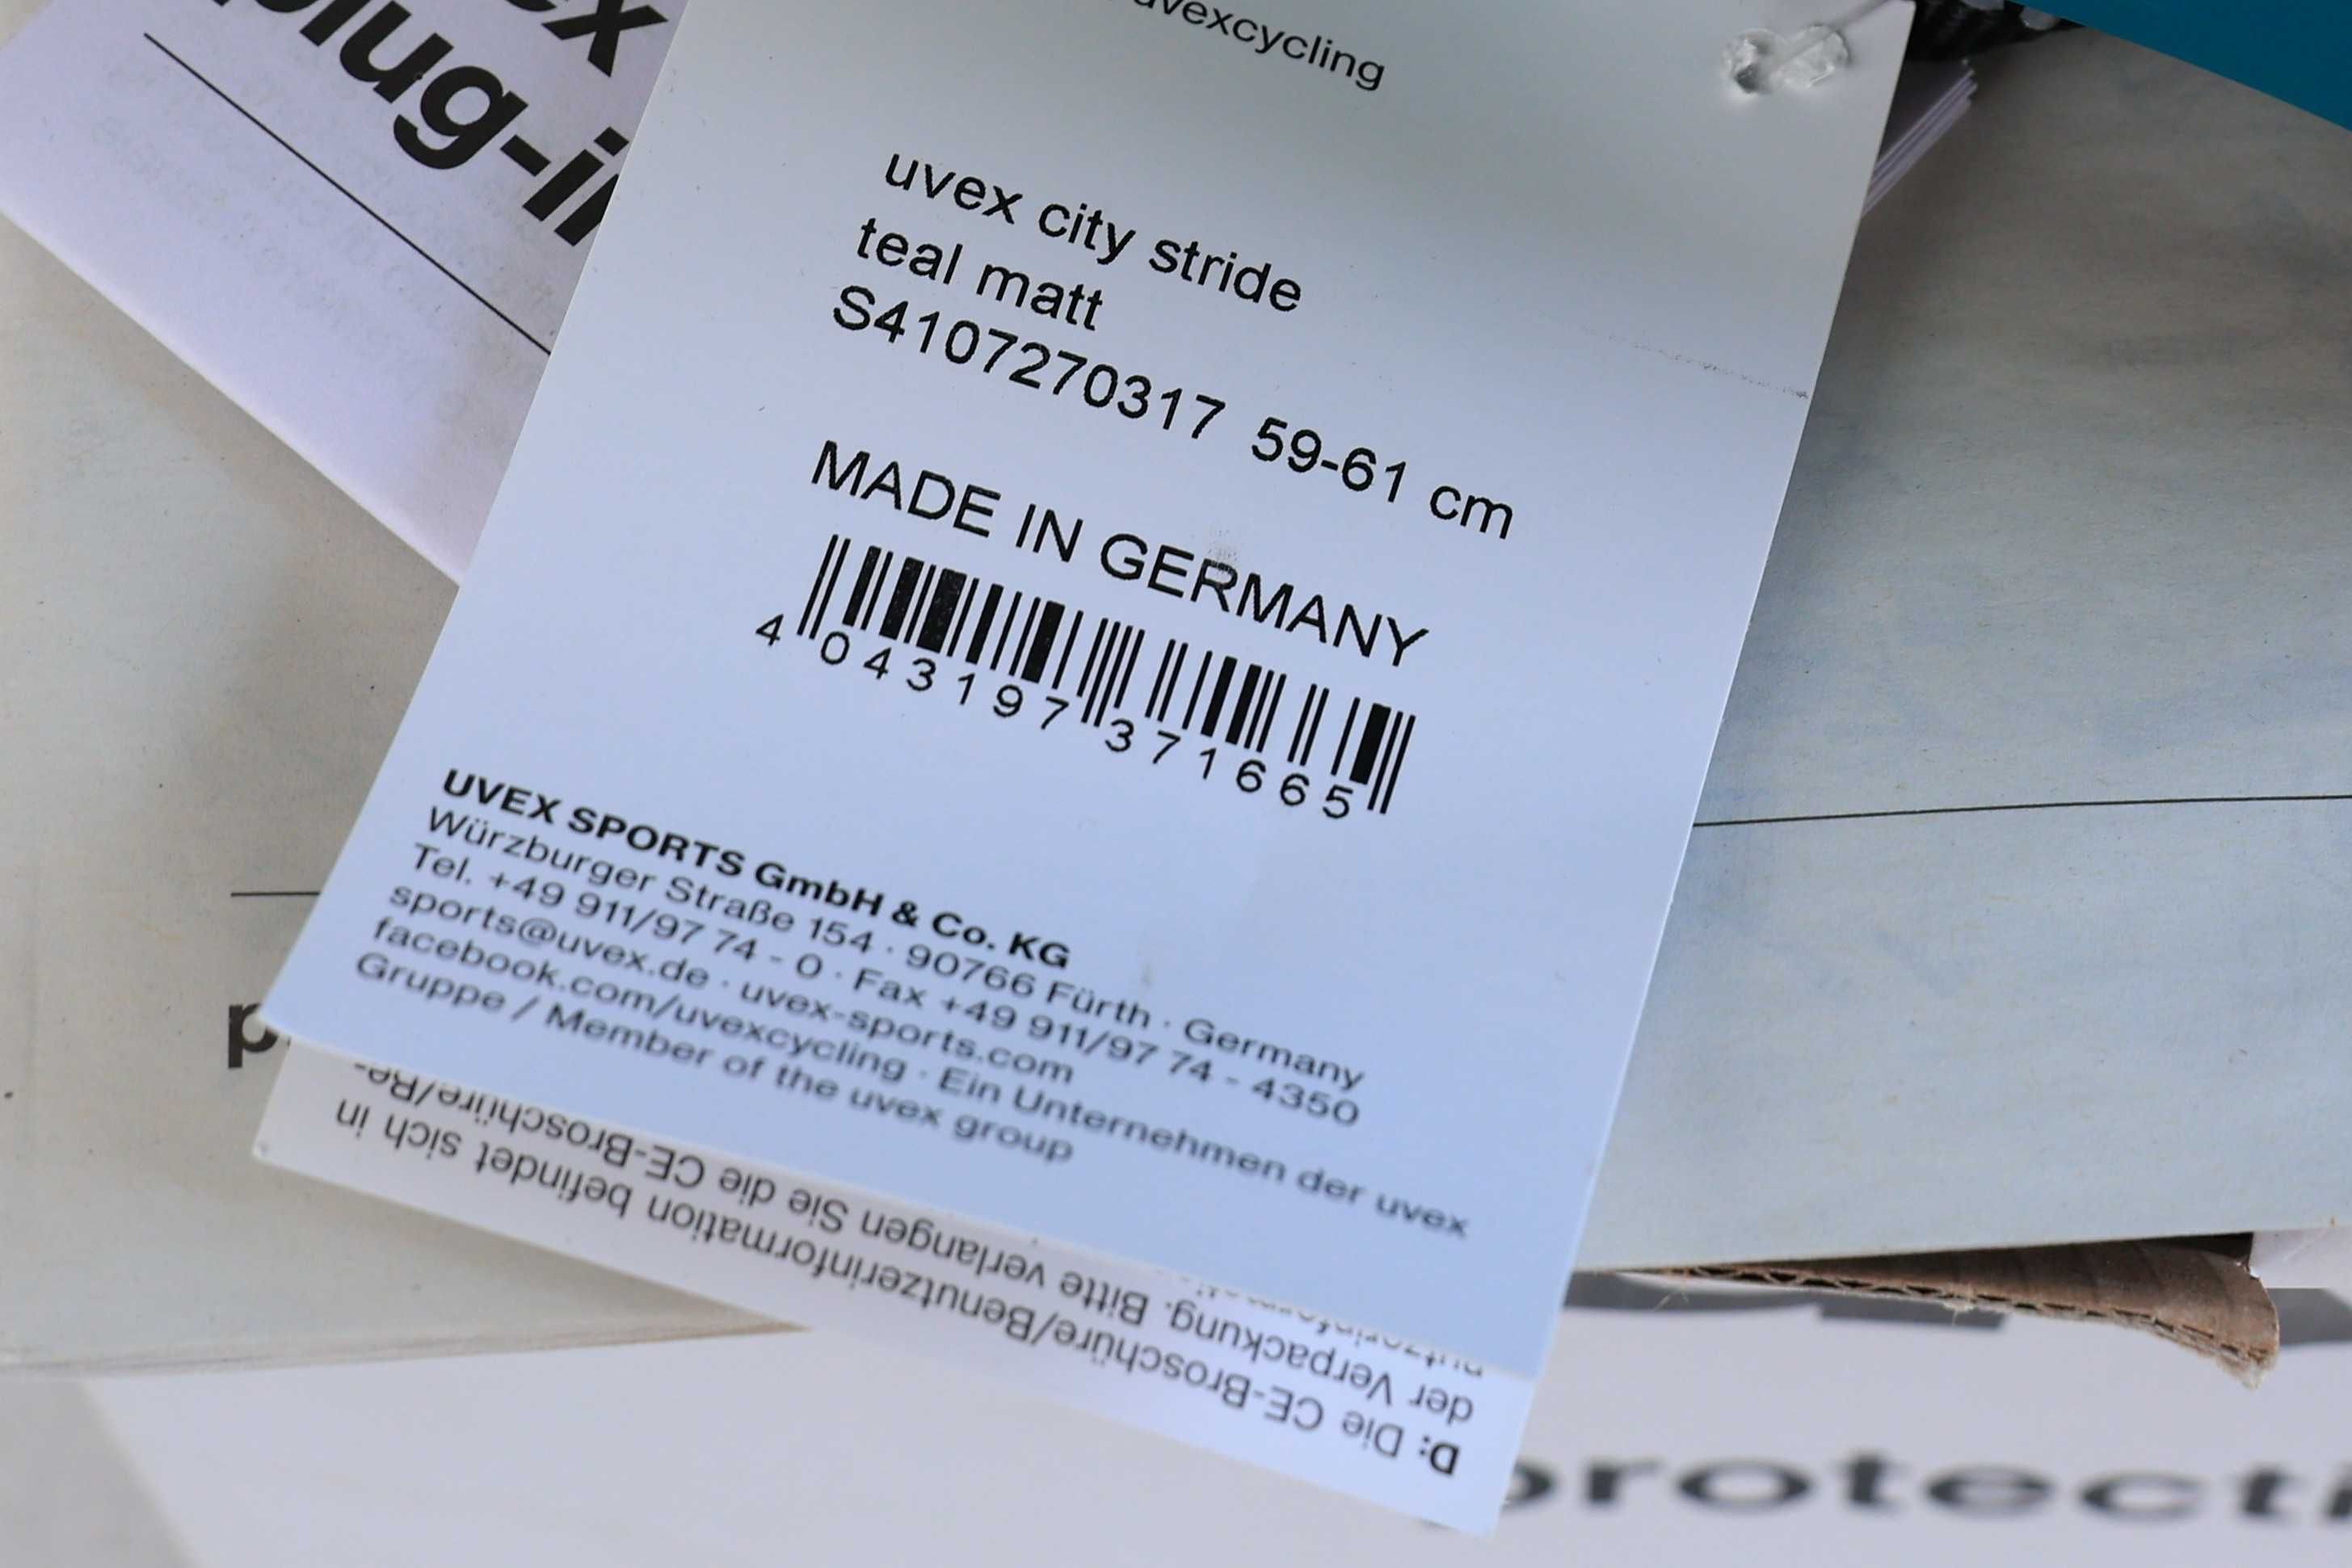 plug-in
uvexcycling
uvex city stride
teal matt
S4107270317 59-61 cm
MADE IN GERMANY
4 043197 371665
UVEX SPORTS GmbH & Co. KG
Würzburger Straße 154 · 90766 Fürth · Germany
Tel. +49 911/97 74 - 0 · Fax +49 911/97 74 - 4350
sports@uvex.de · uvex-sports.com
facebook.com/uvexcycling · Ein Unternehmen der uvex
Gruppe / Member of the uvex group
D: Die CE-Broschüre/Benutzerinformation befindet sich in
der Verpackung. Bitte verlangen Sie die CE-Broschüre/Be-
protecti